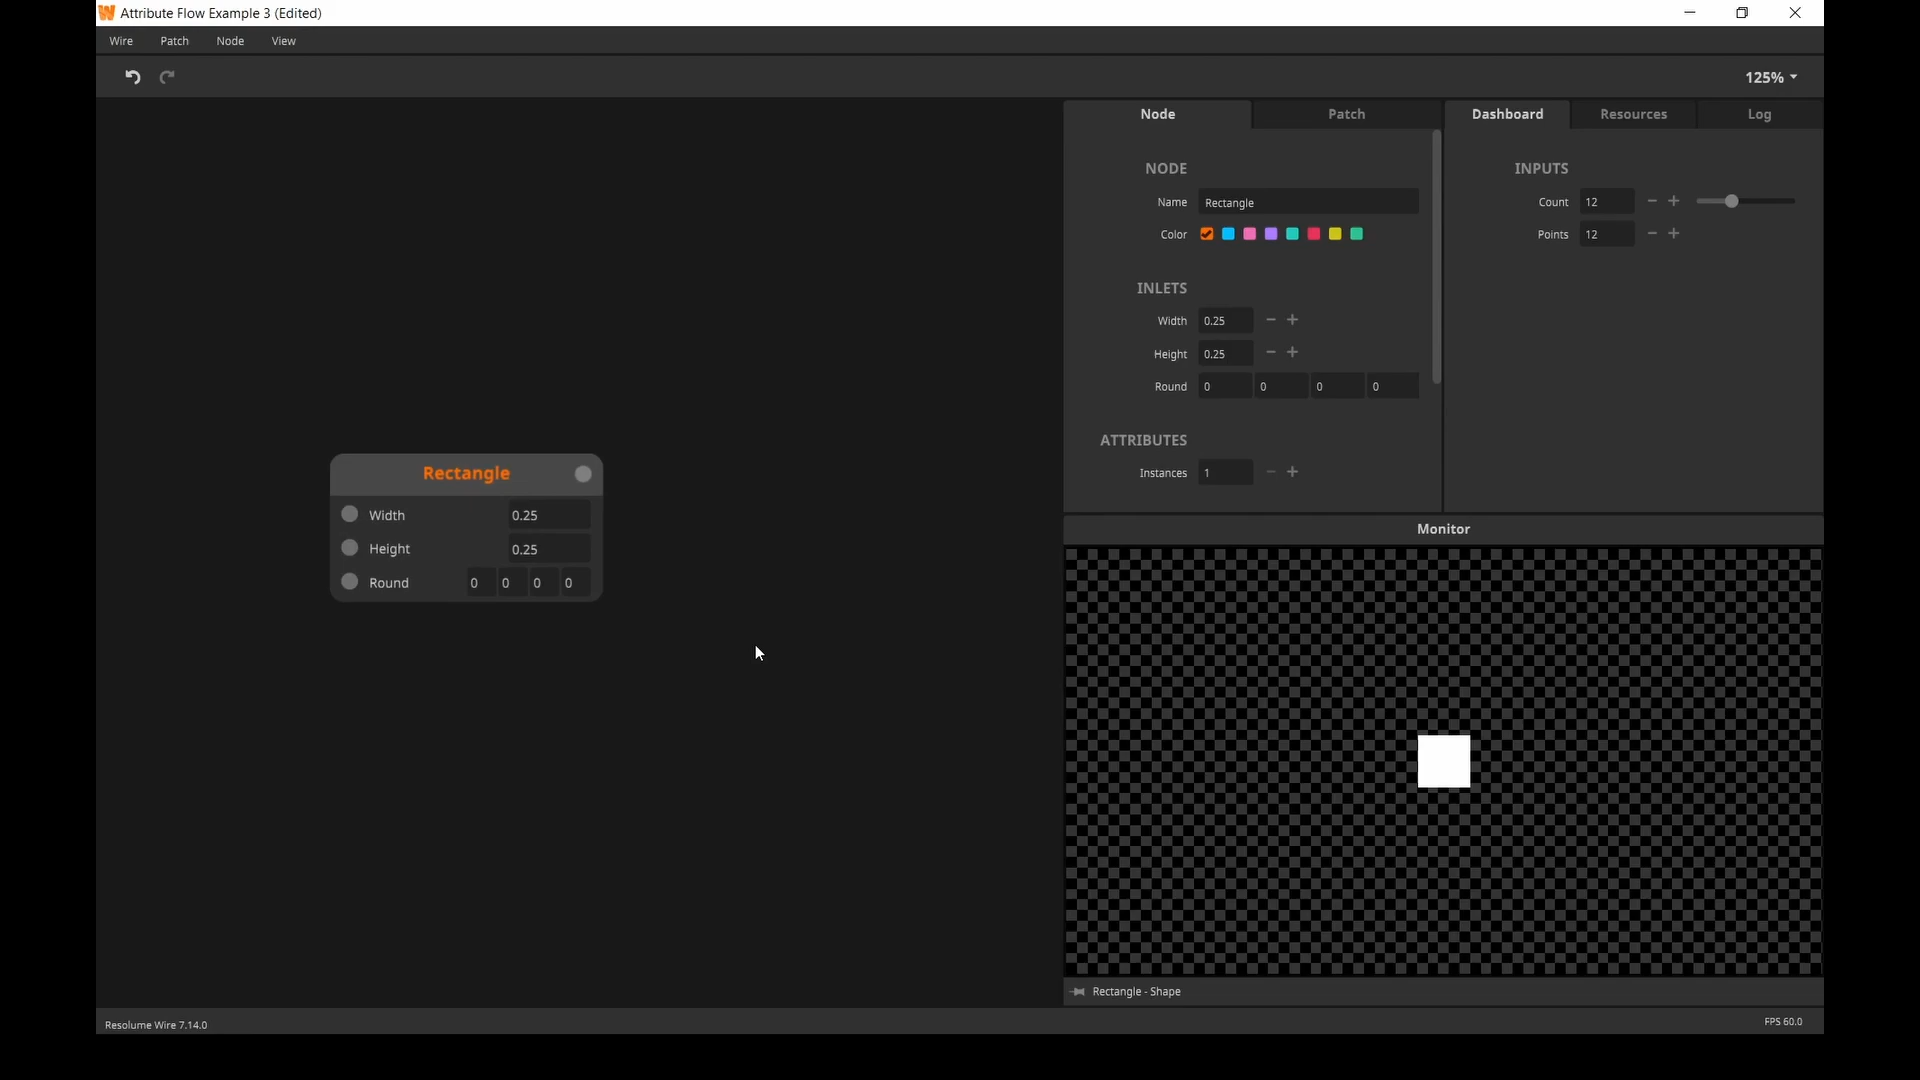 Attribute Flow Example 3 (Edited)
Wire Patch Node View
125%
Node Patch Dashboard Resources Log
NODE
Name Rectangle
Color
INLETS
Width 0.25
Height 0.25
Round 0 0 0 0
ATTRIBUTES
Instances 1
INPUTS
Count 12
Points 12
Rectangle
Width 0.25
Height 0.25
Round 0 0 0 0
Monitor
Rectangle - Shape
Resolume Wire 7.14.0
FPS 60.0